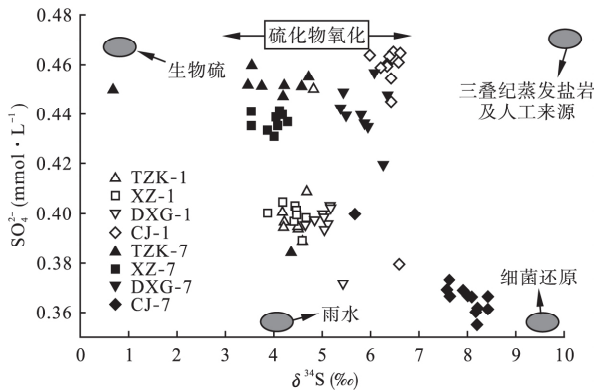 0.48
0.46
0.44
0.42
0.40
0.38
0.36
SO₄²⁻(mmol·L⁻¹)
硫化物氧化
生物硫
三叠纪蒸发盐岩
及人工来源
TZK-1
XZ-1
DXG-1
CJ-1
TZK-7
XZ-7
DXG-7
CJ-7
雨水
细菌还原
0 1 2 3 4 5 6 7 8 9 10
δ³⁴S(‰)